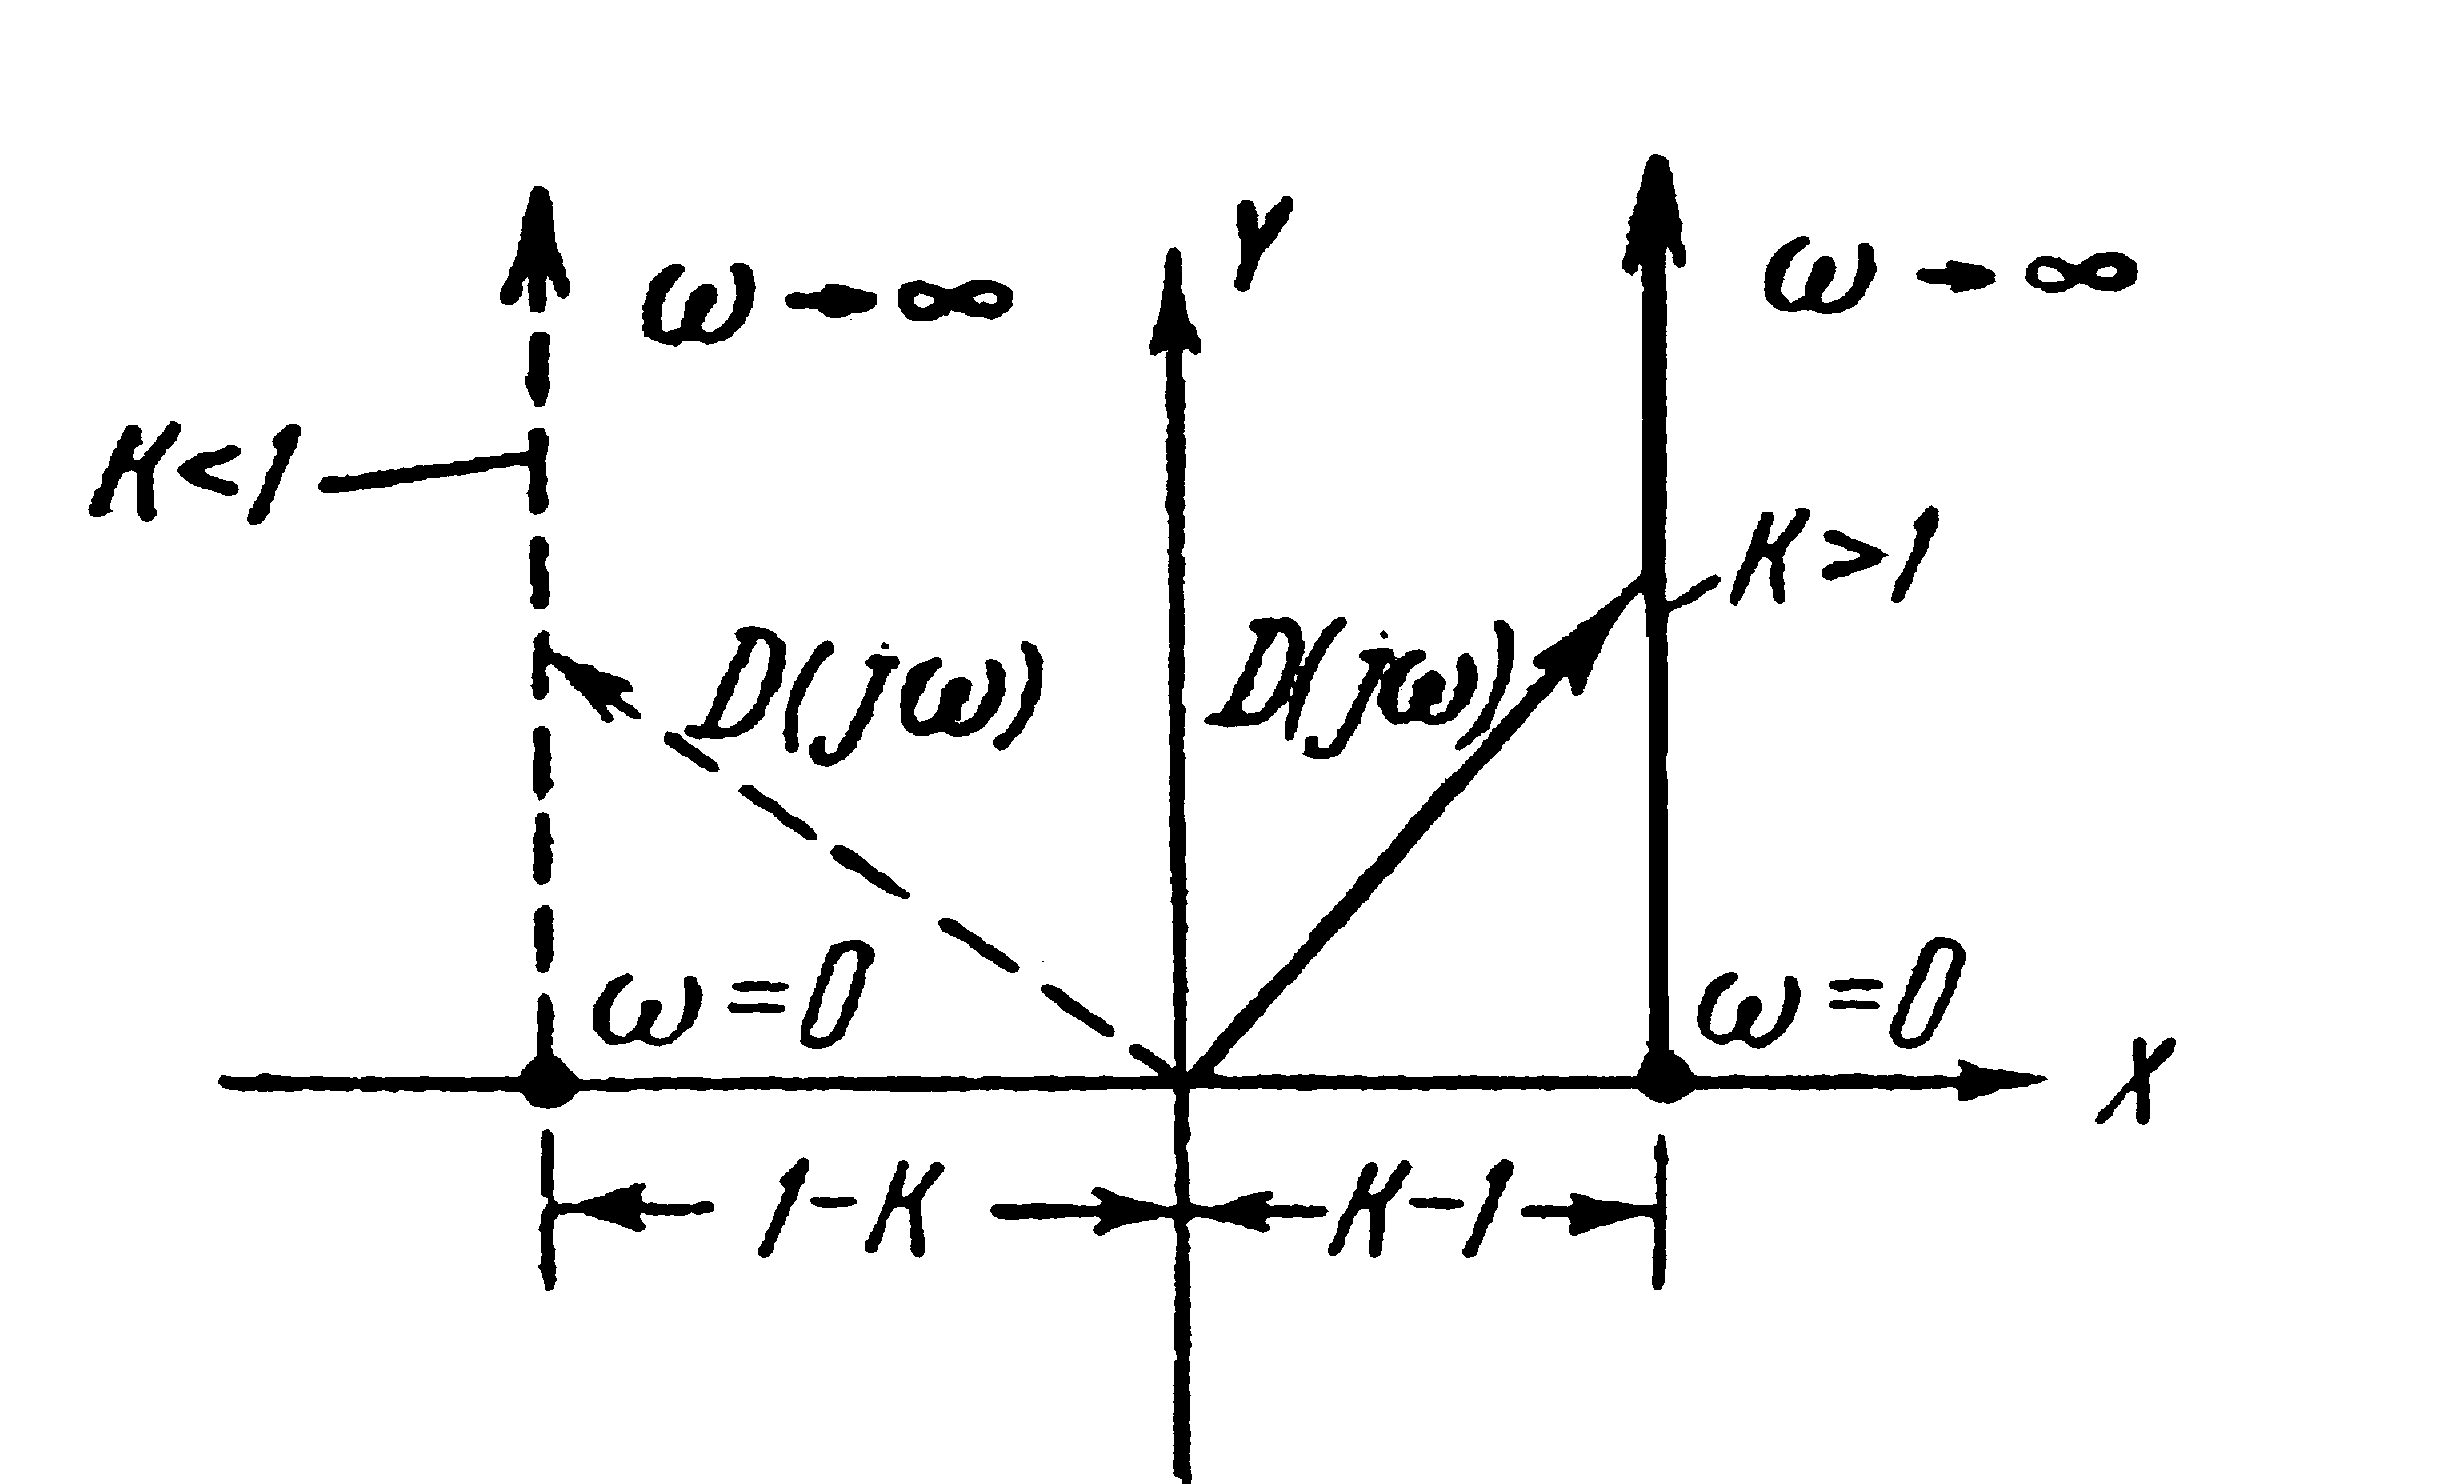 Y
ω → ∞
ω → ∞
K<1
K>1
D(jω)
D(jω)
ω=0
ω=0
X
1-K
K-1